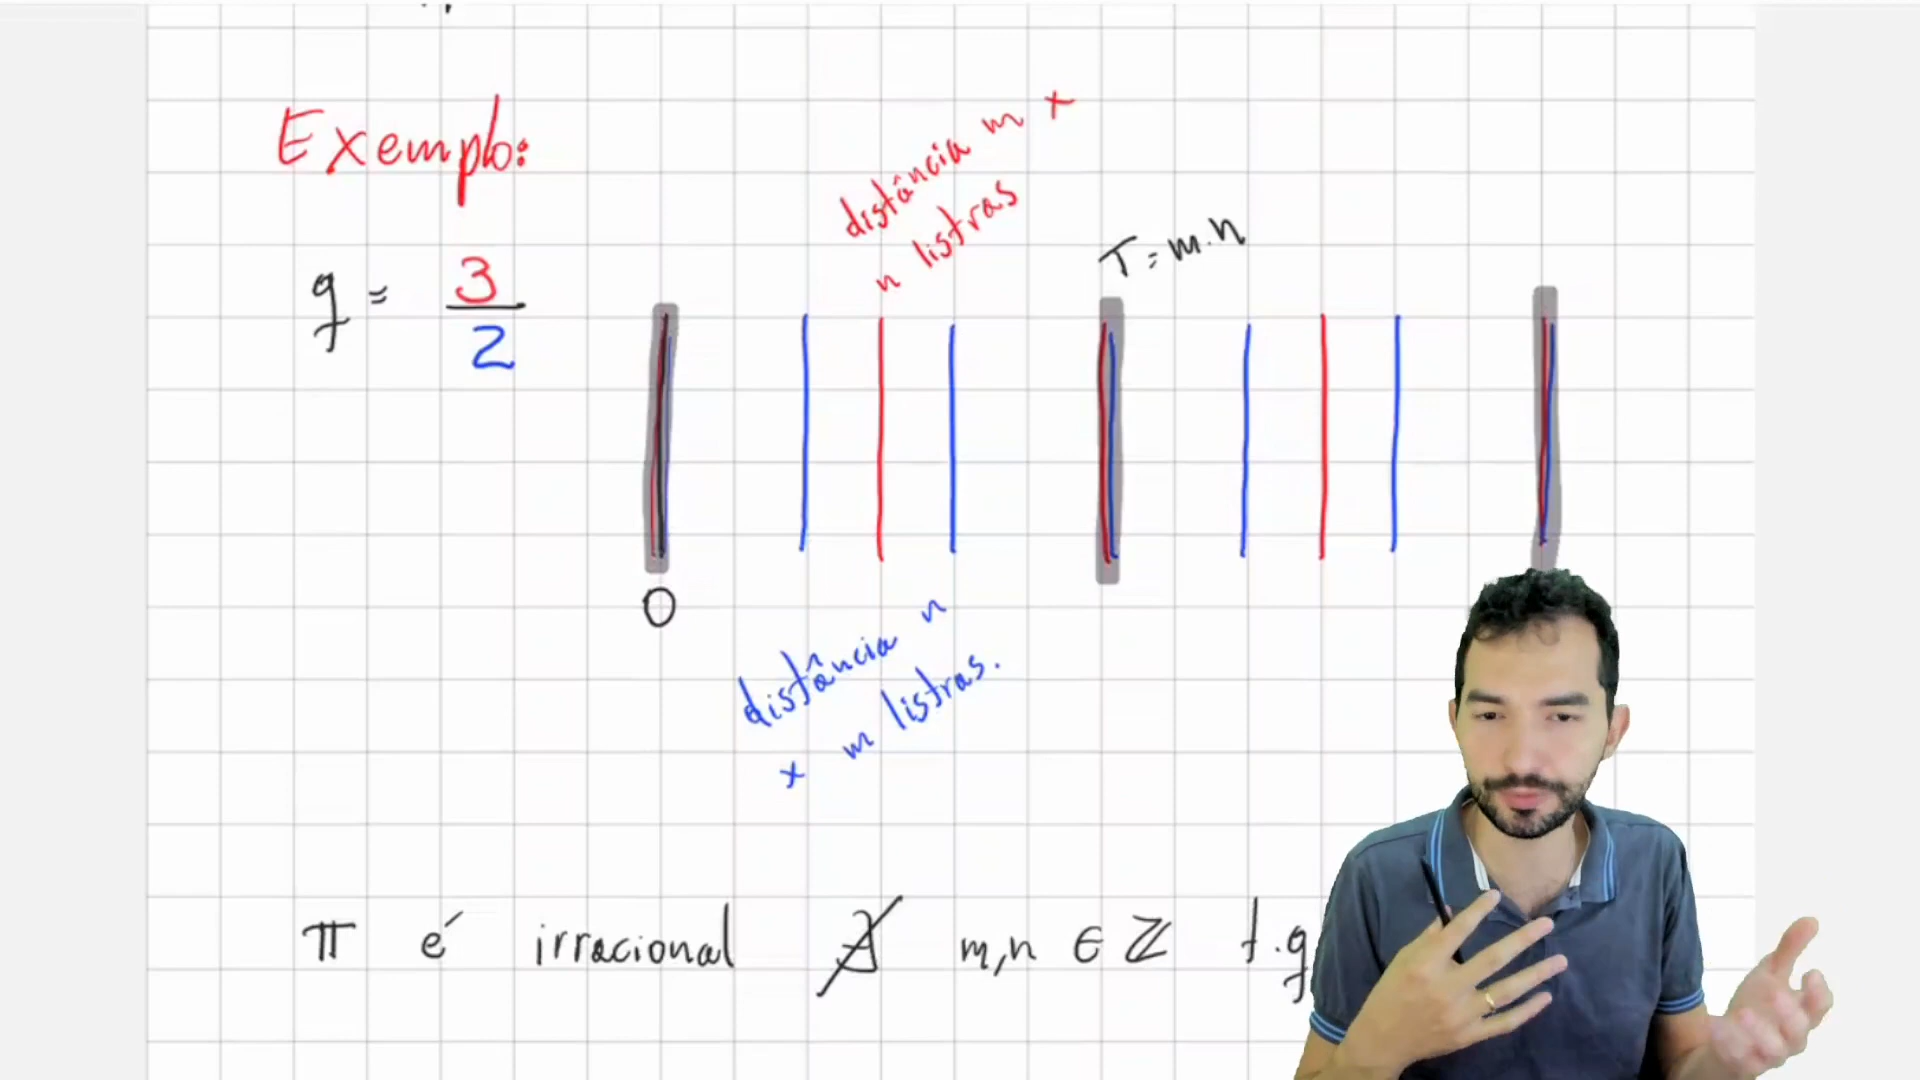 Exemplo:
distância m x
n listras
T = m.n
q = 3/2
0
distância n
x m listras.
π é irracional ∄ m,n ∈ ℤ t.q